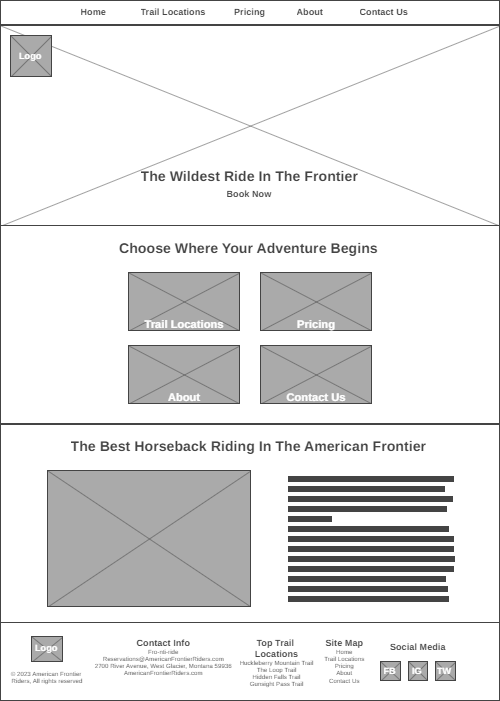 Home Trail Locations Pricing About Contact Us
Logo
The Wildest Ride In The Frontier
Book Now
Choose Where Your Adventure Begins
Trail Locations
Pricing
About
Contact Us
The Best Horseback Riding In The American Frontier
Logo
© 2023 American Frontier
Riders, All rights reserved
Contact Info
Fro-nti-ride
Reservations@AmericanFrontierRiders.com
2700 River Avenue, West Glacier, Montana 59936
AmericanFrontierRiders.com
Top Trail
Locations
Huckleberry Mountain Trail
The Loop Trail
Hidden Falls Trail
Gunsight Pass Trail
Site Map
Home
Trail Locations
Pricing
About
Contact Us
Social Media
FB IG TW